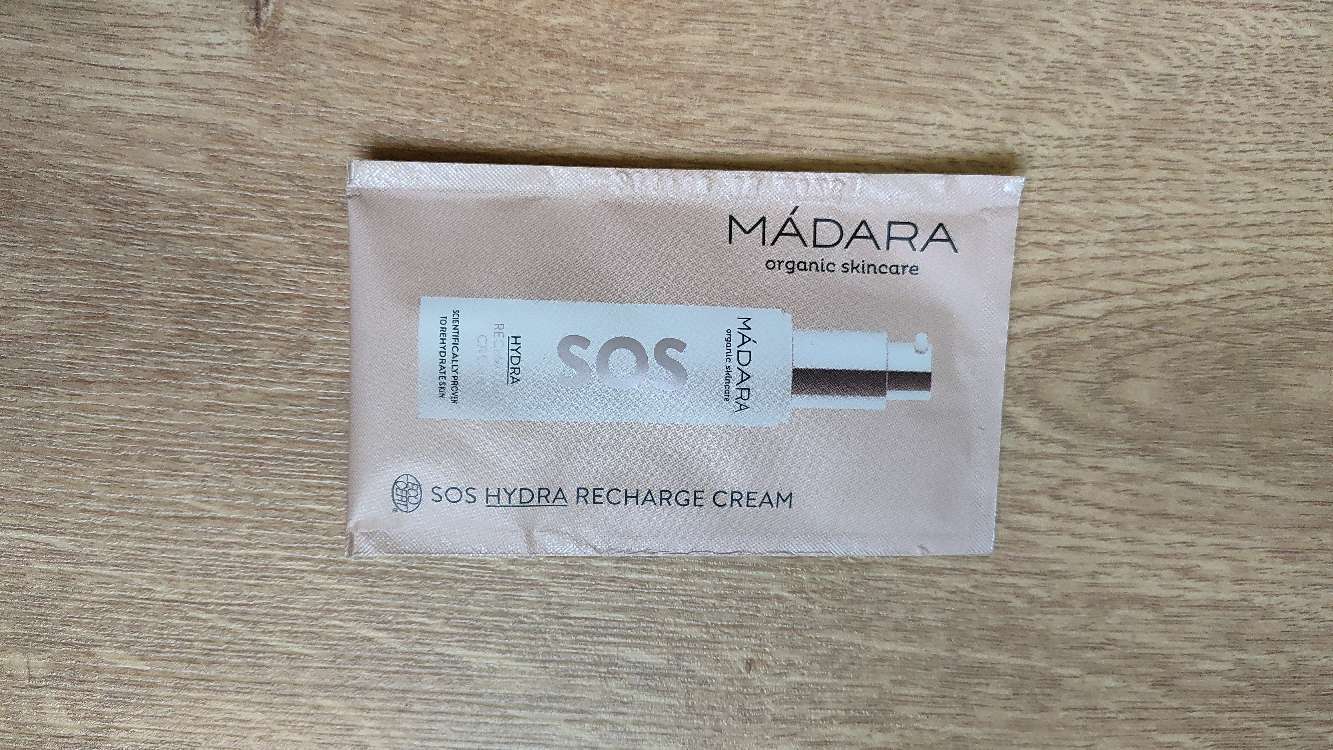 MÁDARA
organic skincare
MÁDARA
organic skincare
SOS
HYDRA
SCIENTIFICALLY PROVEN
TO REHYDRATE SKIN
SOS HYDRA RECHARGE CREAM